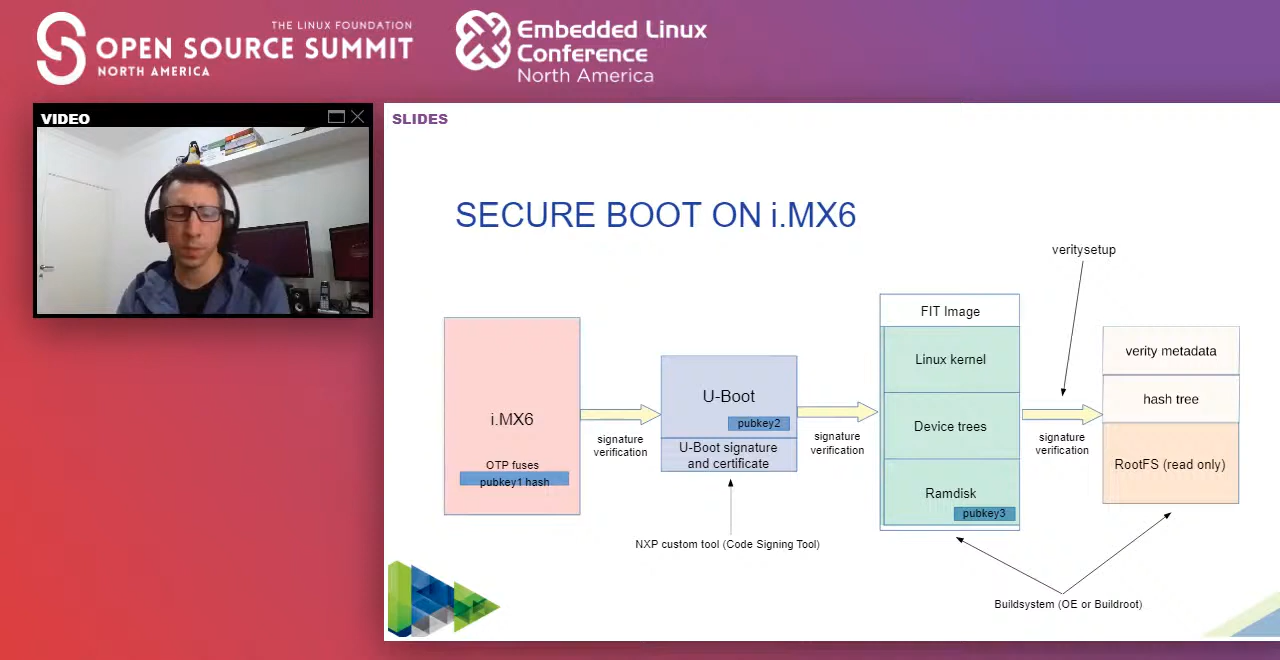 THE LINUX FOUNDATION
OPEN SOURCE SUMMIT
NORTH AMERICA
Embedded Linux
Conference
North America
VIDEO
SLIDES
SECURE BOOT ON i.MX6
veritysetup
i.MX6
OTP fuses
pubkey1 hash
signature
verification
U-Boot
pubkey2
U-Boot signature
and certificate
signature
verification
FIT Image
Linux kernel
Device trees
Ramdisk
pubkey3
signature
verification
verity metadata
hash tree
RootFS (read only)
NXP custom tool (Code Signing Tool)
Buildsystem (OE or Buildroot)